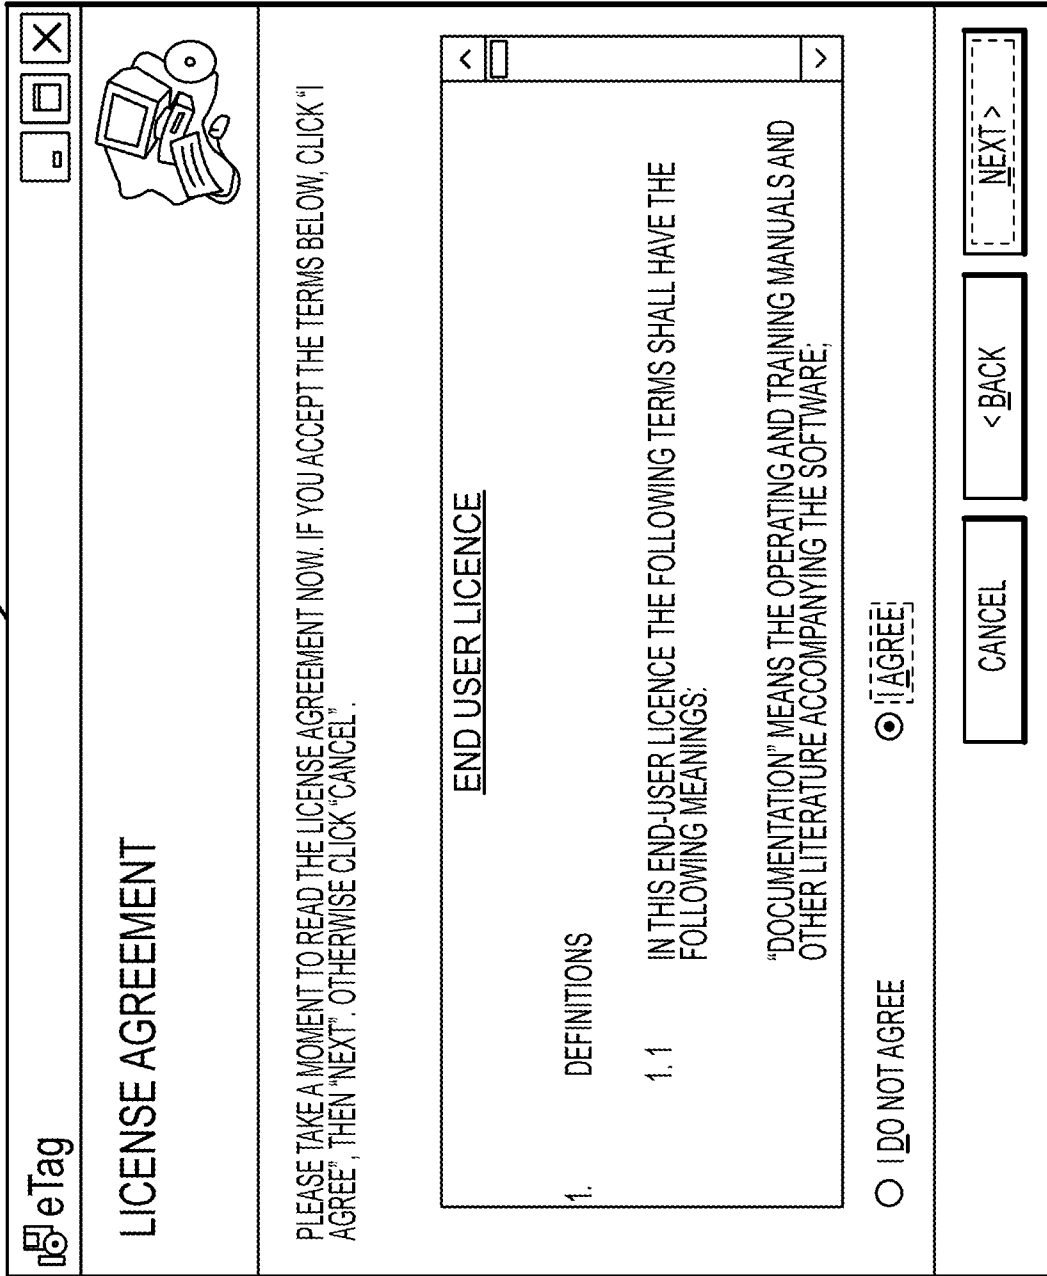 eTag
LICENSE AGREEMENT
PLEASE TAKE A MOMENT TO READ THE LICENSE AGREEMENT NOW. IF YOU ACCEPT THE TERMS BELOW, CLICK "I
AGREE", THEN "NEXT". OTHERWISE CLICK "CANCEL".
END USER LICENCE
1. DEFINITIONS
1.1 IN THIS END-USER LICENCE THE FOLLOWING TERMS SHALL HAVE THE
FOLLOWING MEANINGS:
"DOCUMENTATION" MEANS THE OPERATING AND TRAINING MANUALS AND
OTHER LITERATURE ACCOMPANYING THE SOFTWARE;
I DO NOT AGREE I AGREE
CANCEL < BACK NEXT >